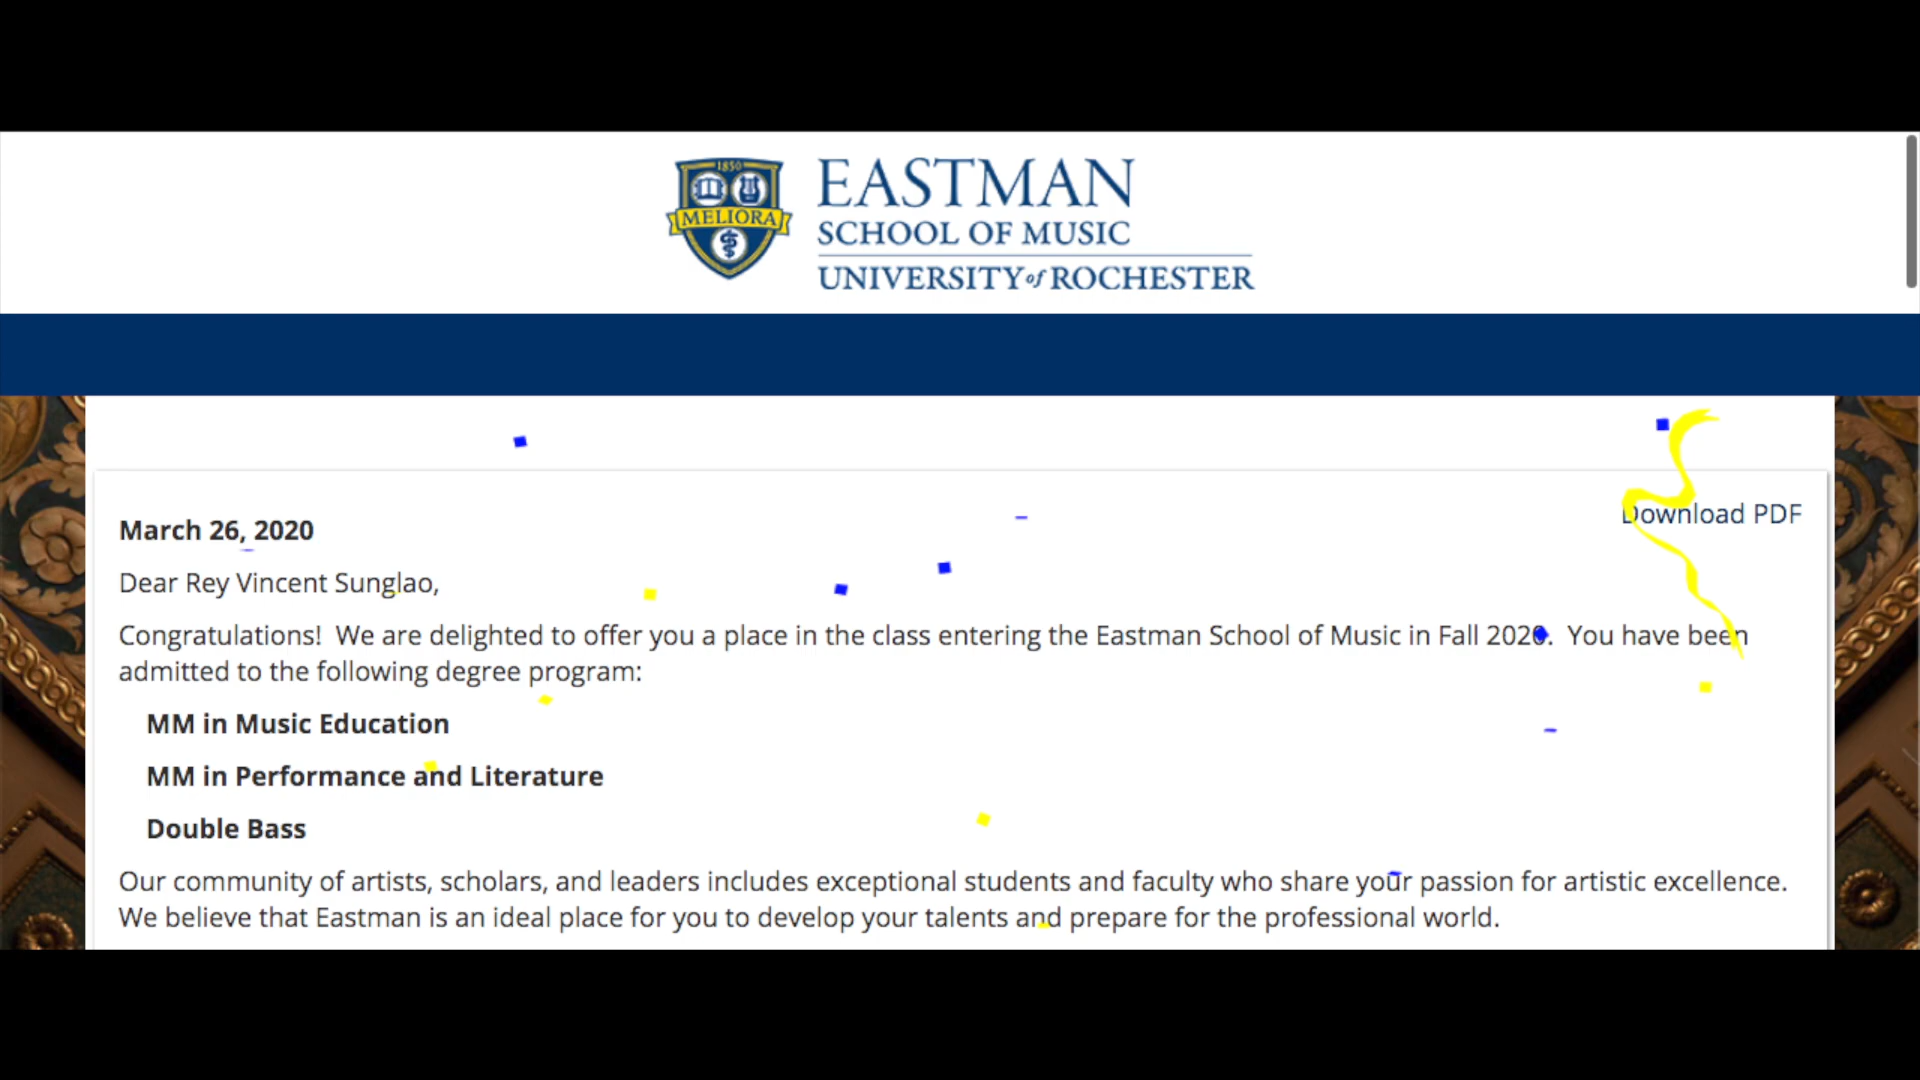 1850
MELIORA
EASTMAN
SCHOOL OF MUSIC
UNIVERSITY of ROCHESTER
Download PDF
March 26, 2020
Dear Rey Vincent Sunglao,
Congratulations!  We are delighted to offer you a place in the class entering the Eastman School of Music in Fall 2020.  You have been
admitted to the following degree program:
MM in Music Education
MM in Performance and Literature
Double Bass
Our community of artists, scholars, and leaders includes exceptional students and faculty who share your passion for artistic excellence.
We believe that Eastman is an ideal place for you to develop your talents and prepare for the professional world.